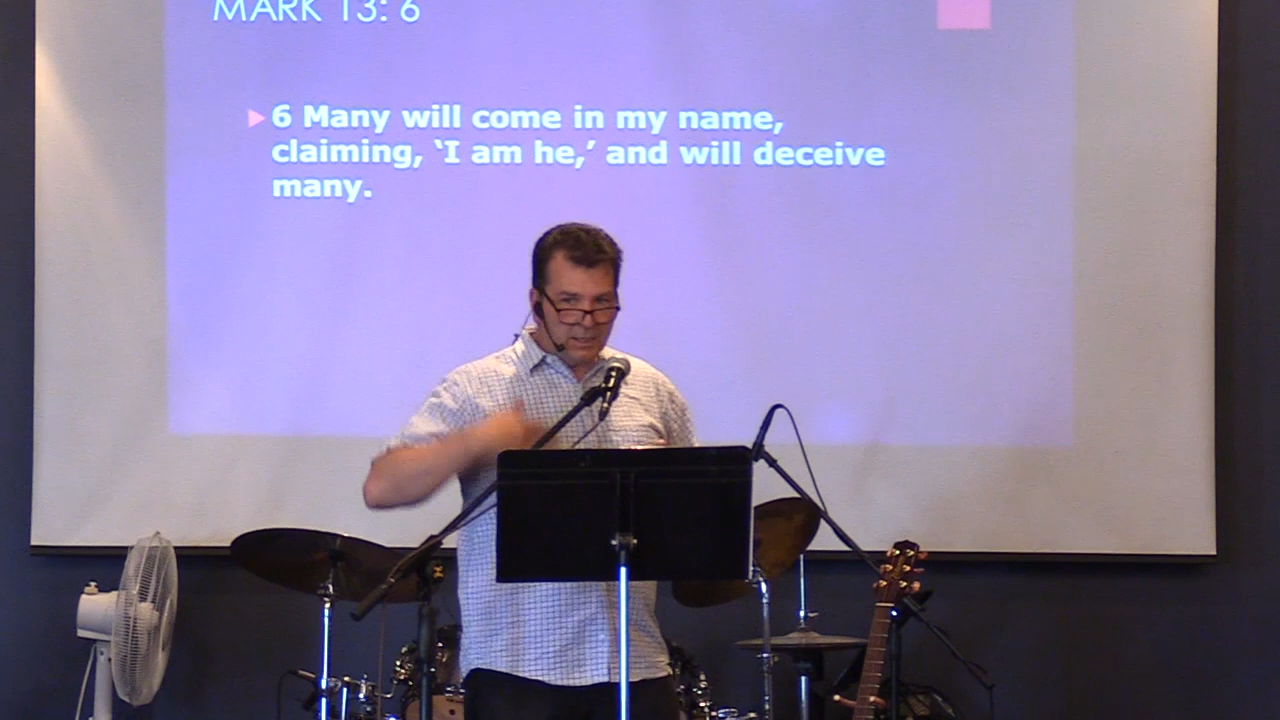 MARK 13: 6
6 Many will come in my name,
claiming, ‘I am he,’ and will deceive
many.